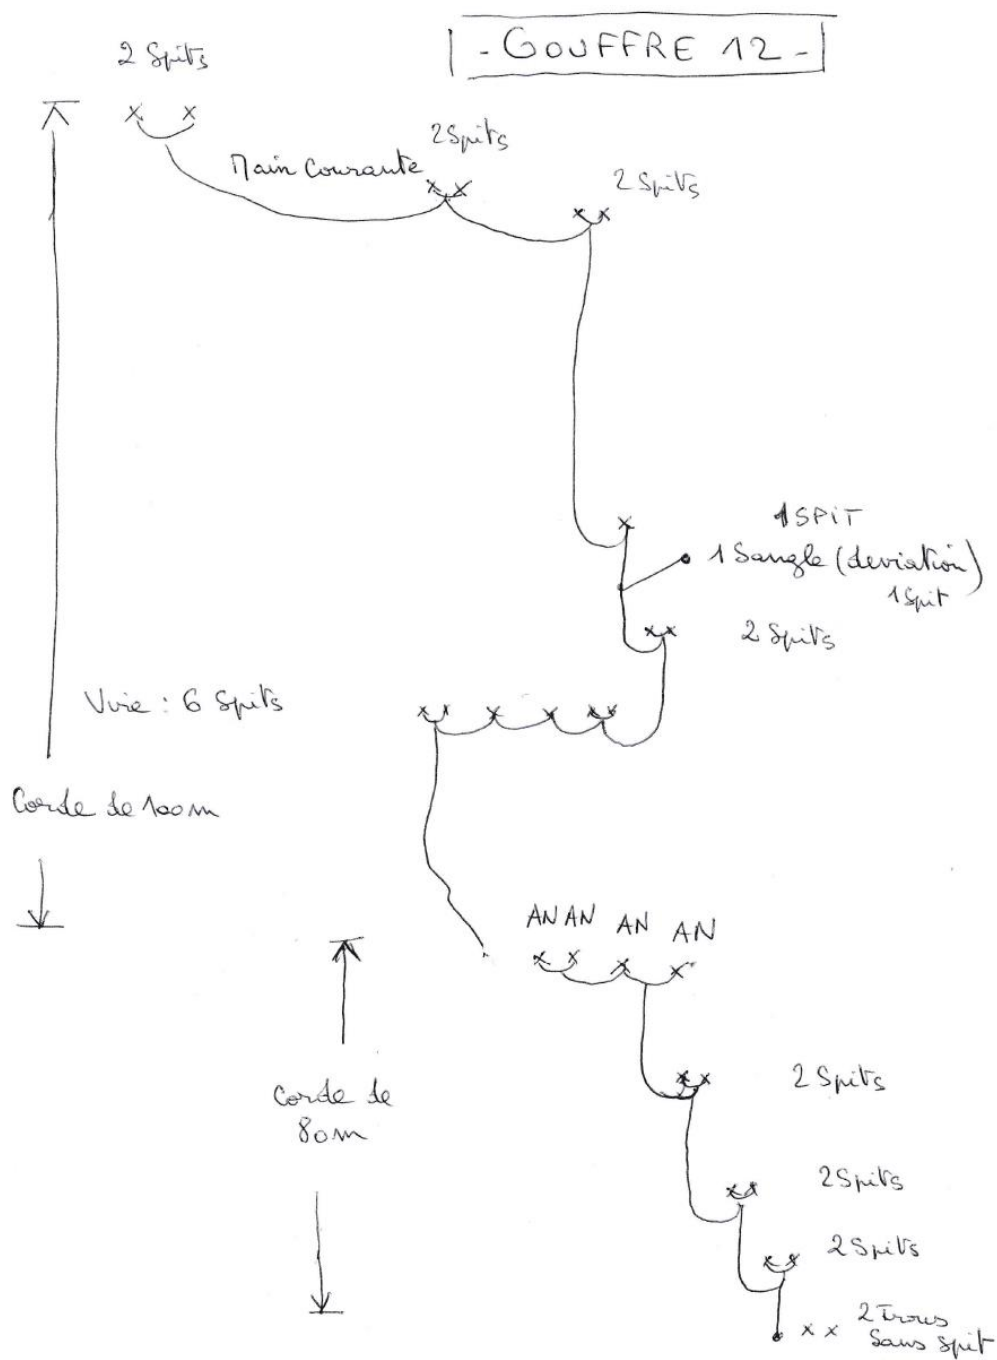 - GOUFFRE 12 -
2 Spits
2 Spits
Main Courante
2 Spits
1 SPIT
1 Sangle (deviation)
1 Spit
2 Spits
Vire : 6 Spits
Corde de 100m
AN AN AN AN
Corde de
80m
2 Spits
2 Spits
2 Spits
2 Trous
Sans spit